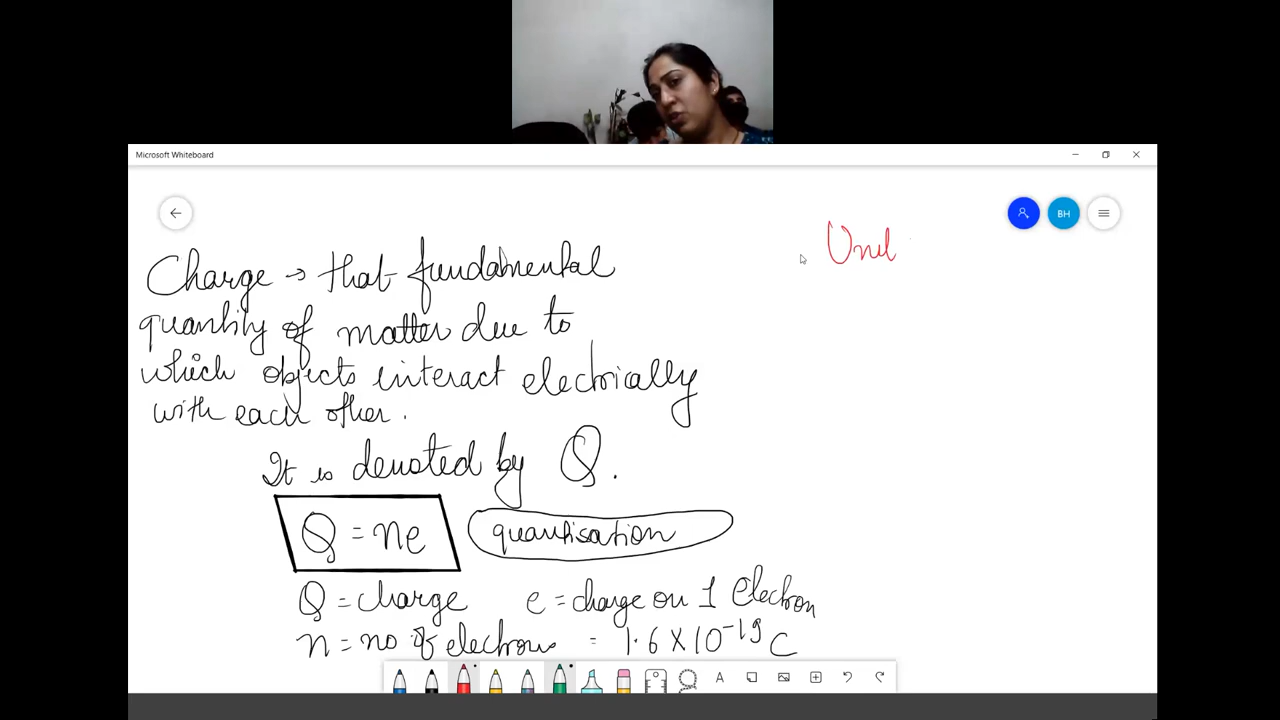 Microsoft Whiteboard
BH
Unit
Charge → that fundamental
quantity of matter due to
which objects interact electrically
with each other.
It is denoted by Q.
Q = ne quantisation
Q = charge e = charge on 1 electron
n = no of electrons = 1.6 X 10⁻¹⁹ C
A